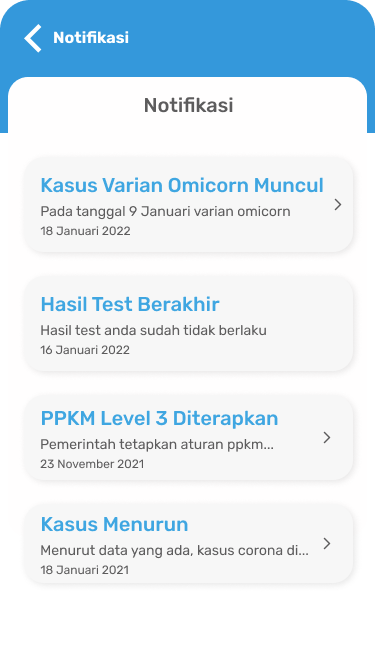 Notifikasi
Notifikasi
Kasus Varian Omicorn Muncul
Pada tanggal 9 Januari varian omicorn
18 Januari 2022
Hasil Test Berakhir
Hasil test anda sudah tidak berlaku
16 Januari 2022
PPKM Level 3 Diterapkan
Pemerintah tetapkan aturan ppkm...
23 November 2021
Kasus Menurun
Menurut data yang ada, kasus corona di...
18 Januari 2021